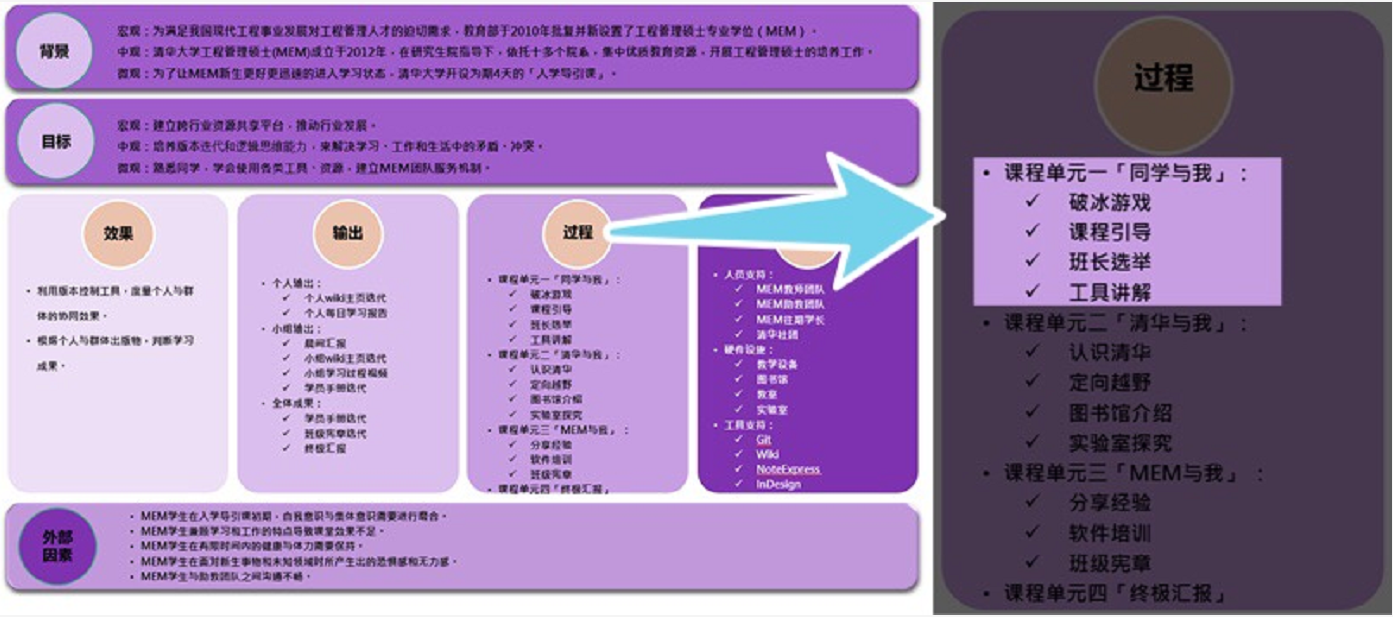 背景
宏观：为满足我国现代工程事业发展对工程管理人才的迫切需求，教育部于2010年批复并新设置了工程管理硕士专业学位（MEM）。
中观：清华大学工程管理硕士(MEM)成立于2012年，在研究生院指导下，依托十多个院系，集中优质教育资源，开展工程管理硕士的培养工作。
微观：为了让MEM新生更好更迅速的进入学习状态，清华大学开设为期4天的「入学导引课」。
目标
宏观：建立跨行业资源共享平台，推动行业发展。
中观：培养版本迭代和逻辑思维能力，来解决学习、工作和生活中的矛盾、冲突。
微观：熟悉同学，学会使用各类工具、资源，建立MEM团队服务机制。
效果
• 利用版本控制工具，度量个人与群
体的协同效果。
• 根据个人与群体出版物，判断学习
成果。
输出
• 个人输出：
✓ 个人wiki主页迭代
✓ 个人每日学习报告
• 小组输出：
✓ 晨间汇报
✓ 小组wiki主页迭代
✓ 小组学习过程视频
✓ 学员手册迭代
• 全体成果：
✓ 学员手册迭代
✓ 班级宪章迭代
✓ 终极汇报
过程
• 课程单元一「同学与我」：
✓ 破冰游戏
✓ 课程引导
✓ 班长选举
✓ 工具讲解
• 课程单元二「清华与我」：
✓ 认识清华
✓ 定向越野
✓ 图书馆介绍
✓ 实验室探究
• 课程单元三「MEM与我」：
✓ 分享经验
✓ 软件培训
✓ 班级宪章
• 课程单元四「终极汇报」
• 人员支持：
✓ MEM教师团队
✓ MEM助教团队
✓ MEM往期学长
✓ 清华社团
• 硬件设施：
✓ 教学设备
✓ 图书馆
✓ 教室
✓ 实验室
• 工具支持：
✓ Git
✓ Wiki
✓ NoteExpress
✓ InDesign
外部
因素
• MEM学生在入学导引课初期，自我意识与集体意识需要进行磨合。
• MEM学生兼顾学习和工作的特点导致课堂效果不足。
• MEM学生在有限时间内的健康与体力需要保持。
• MEM学生在面对新生事物和未知领域时所产生出的恐惧感和无力感。
• MEM学生与助教团队之间沟通不畅。
过程
• 课程单元一「同学与我」：
✓ 破冰游戏
✓ 课程引导
✓ 班长选举
✓ 工具讲解
• 课程单元二「清华与我」：
✓ 认识清华
✓ 定向越野
✓ 图书馆介绍
✓ 实验室探究
• 课程单元三「MEM与我」：
✓ 分享经验
✓ 软件培训
✓ 班级宪章
• 课程单元四「终极汇报」